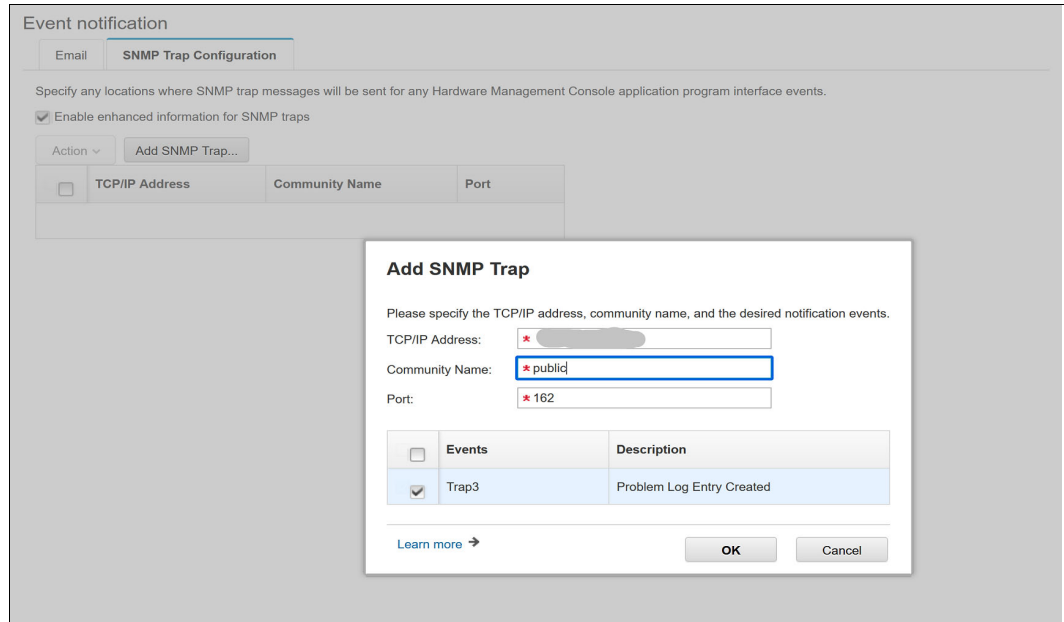 Event notification
Email SNMP Trap Configuration
Specify any locations where SNMP trap messages will be sent for any Hardware Management Console application program interface events.
Enable enhanced information for SNMP traps
Action Add SNMP Trap...
TCP/IP Address Community Name Port
Add SNMP Trap
Please specify the TCP/IP address, community name, and the desired notification events.
TCP/IP Address: *
Community Name: * public
Port: * 162
Events Description
Trap3 Problem Log Entry Created
Learn more → OK Cancel